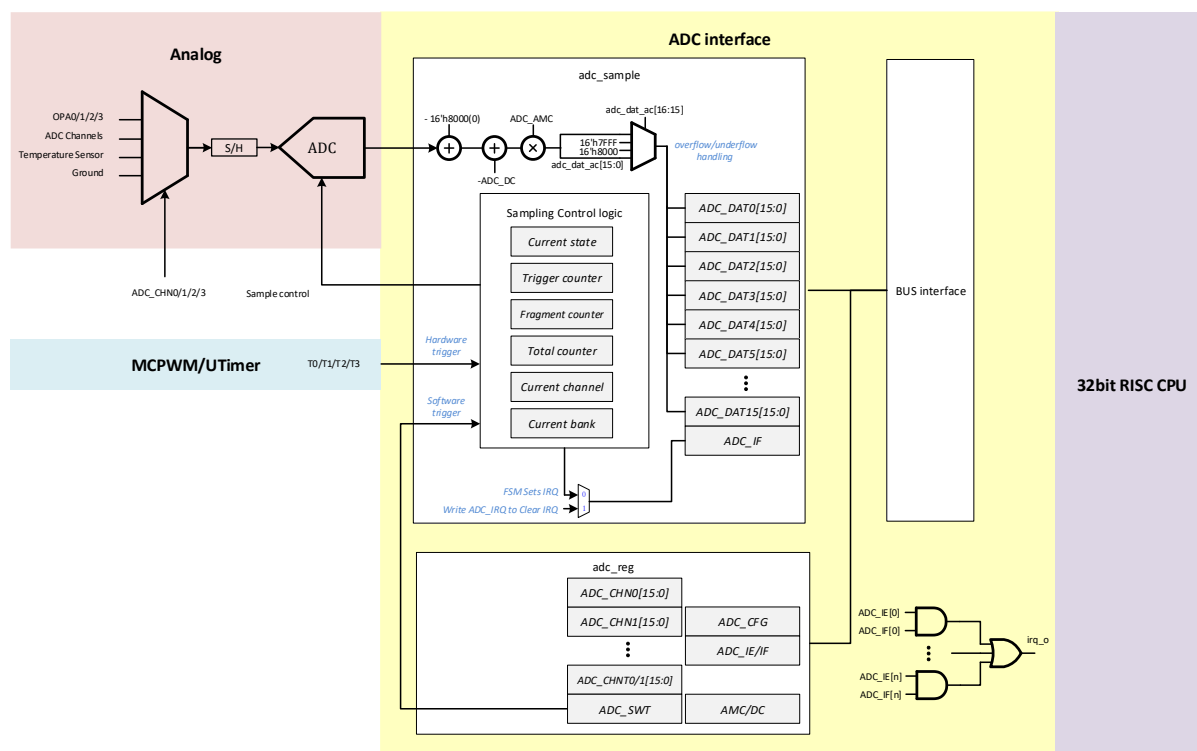 Analog
ADC interface
adc_sample
OPA0/1/2/3
ADC Channels
Temperature Sensor
Ground
S/H
ADC
- 16'h8000(0)
ADC_AMC
-ADC_DC
adc_dat_ac[16:15]
16'h7FFF
16'h8000
adc_dat_ac[15:0]
overflow/underflow
handling
ADC_CHN0/1/2/3
Sample control
Sampling Control logic
Current state
Trigger counter
Fragment counter
Total counter
Current channel
Current bank
ADC_DAT0[15:0]
ADC_DAT1[15:0]
ADC_DAT2[15:0]
ADC_DAT3[15:0]
ADC_DAT4[15:0]
ADC_DAT5[15:0]
ADC_DAT15[15:0]
ADC_IF
BUS interface
32bit RISC CPU
MCPWM/UTimer
T0/T1/T2/T3
Hardware
trigger
Software
trigger
FSM Sets IRQ
0
Write ADC_IRQ to Clear IRQ
1
adc_reg
ADC_CHN0[15:0]
ADC_CHN1[15:0]
ADC_CFG
ADC_IE/IF
ADC_CHNT0/1[15:0]
ADC_SWT
AMC/DC
ADC_IE[0]
ADC_IF[0]
irq_o
ADC_IE[n]
ADC_IF[n]